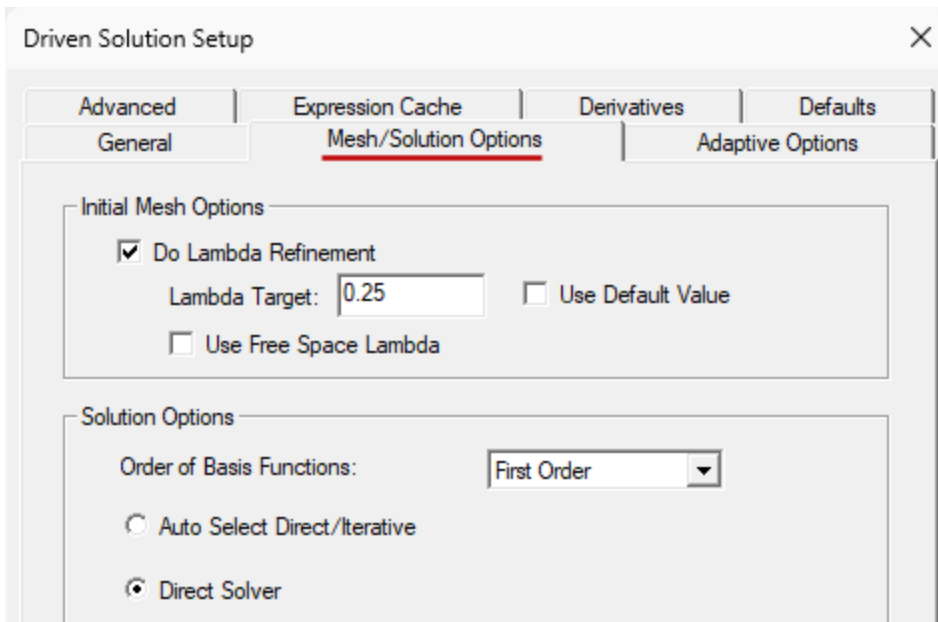 Driven Solution Setup
Advanced Expression Cache Derivatives Defaults
General Mesh/Solution Options Adaptive Options
Initial Mesh Options
Do Lambda Refinement
Lambda Target: 0.25 Use Default Value
Use Free Space Lambda
Solution Options
Order of Basis Functions: First Order
Auto Select Direct/Iterative
Direct Solver